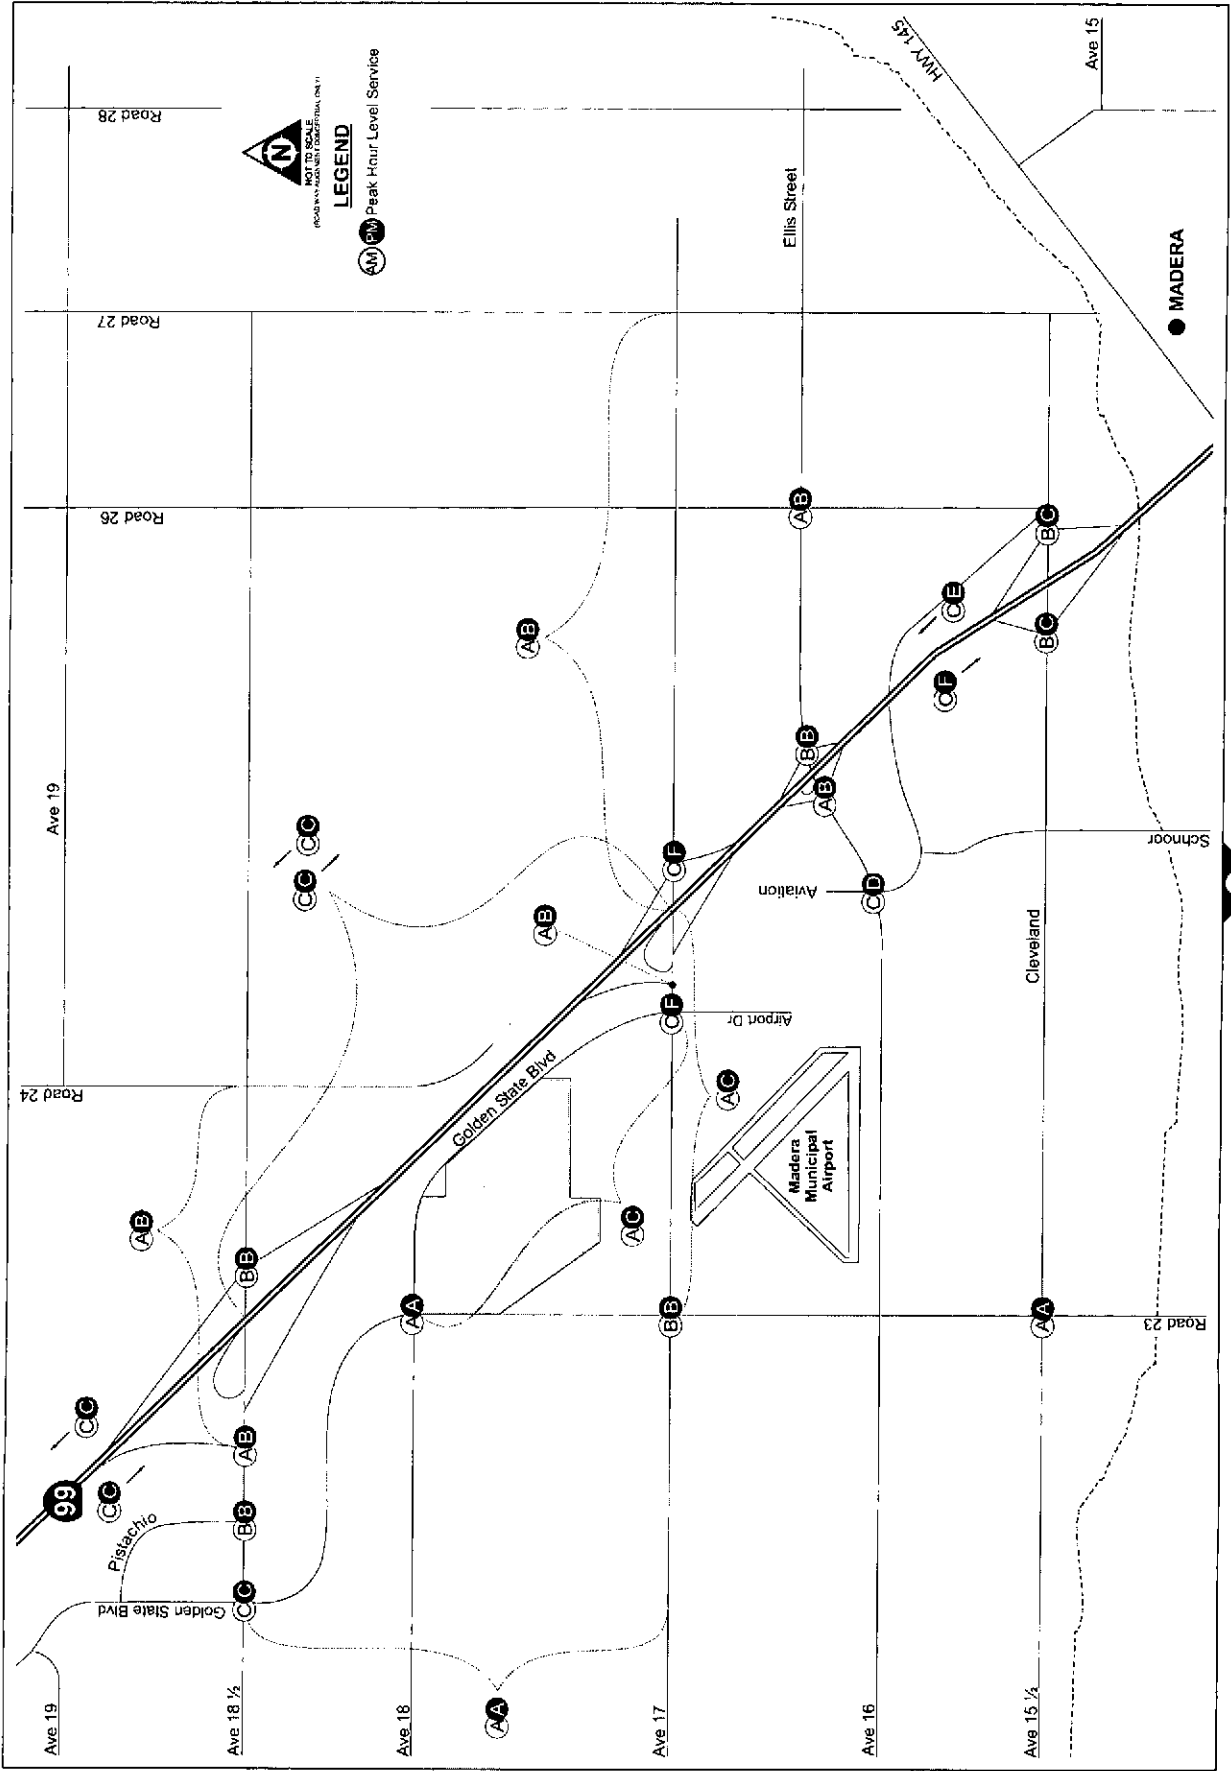 Ave 19
Ave 18 ½
Ave 18
Ave 17
Ave 16
Ave 15 ½
99
Pistachio
Golden State Blvd
Road 24
Ave 19
Golden State Blvd
Airport Dr
Madera
Municipal
Airport
Aviation
Cleveland
Schnoor
Road 23
Road 26
Road 27
Road 28
Ellis Street
HWY 145
Ave 15
MADERA
N
NOT TO SCALE
LEGEND
AM PM Peak Hour Level Service
C C
C C
A B
B B
C C
A B
B B
A A
A A
B B
A C
A C
C F
A B
C F
C C
C C
A B
A B
B B
A B
C D
C F
C E
B C
B C
A A